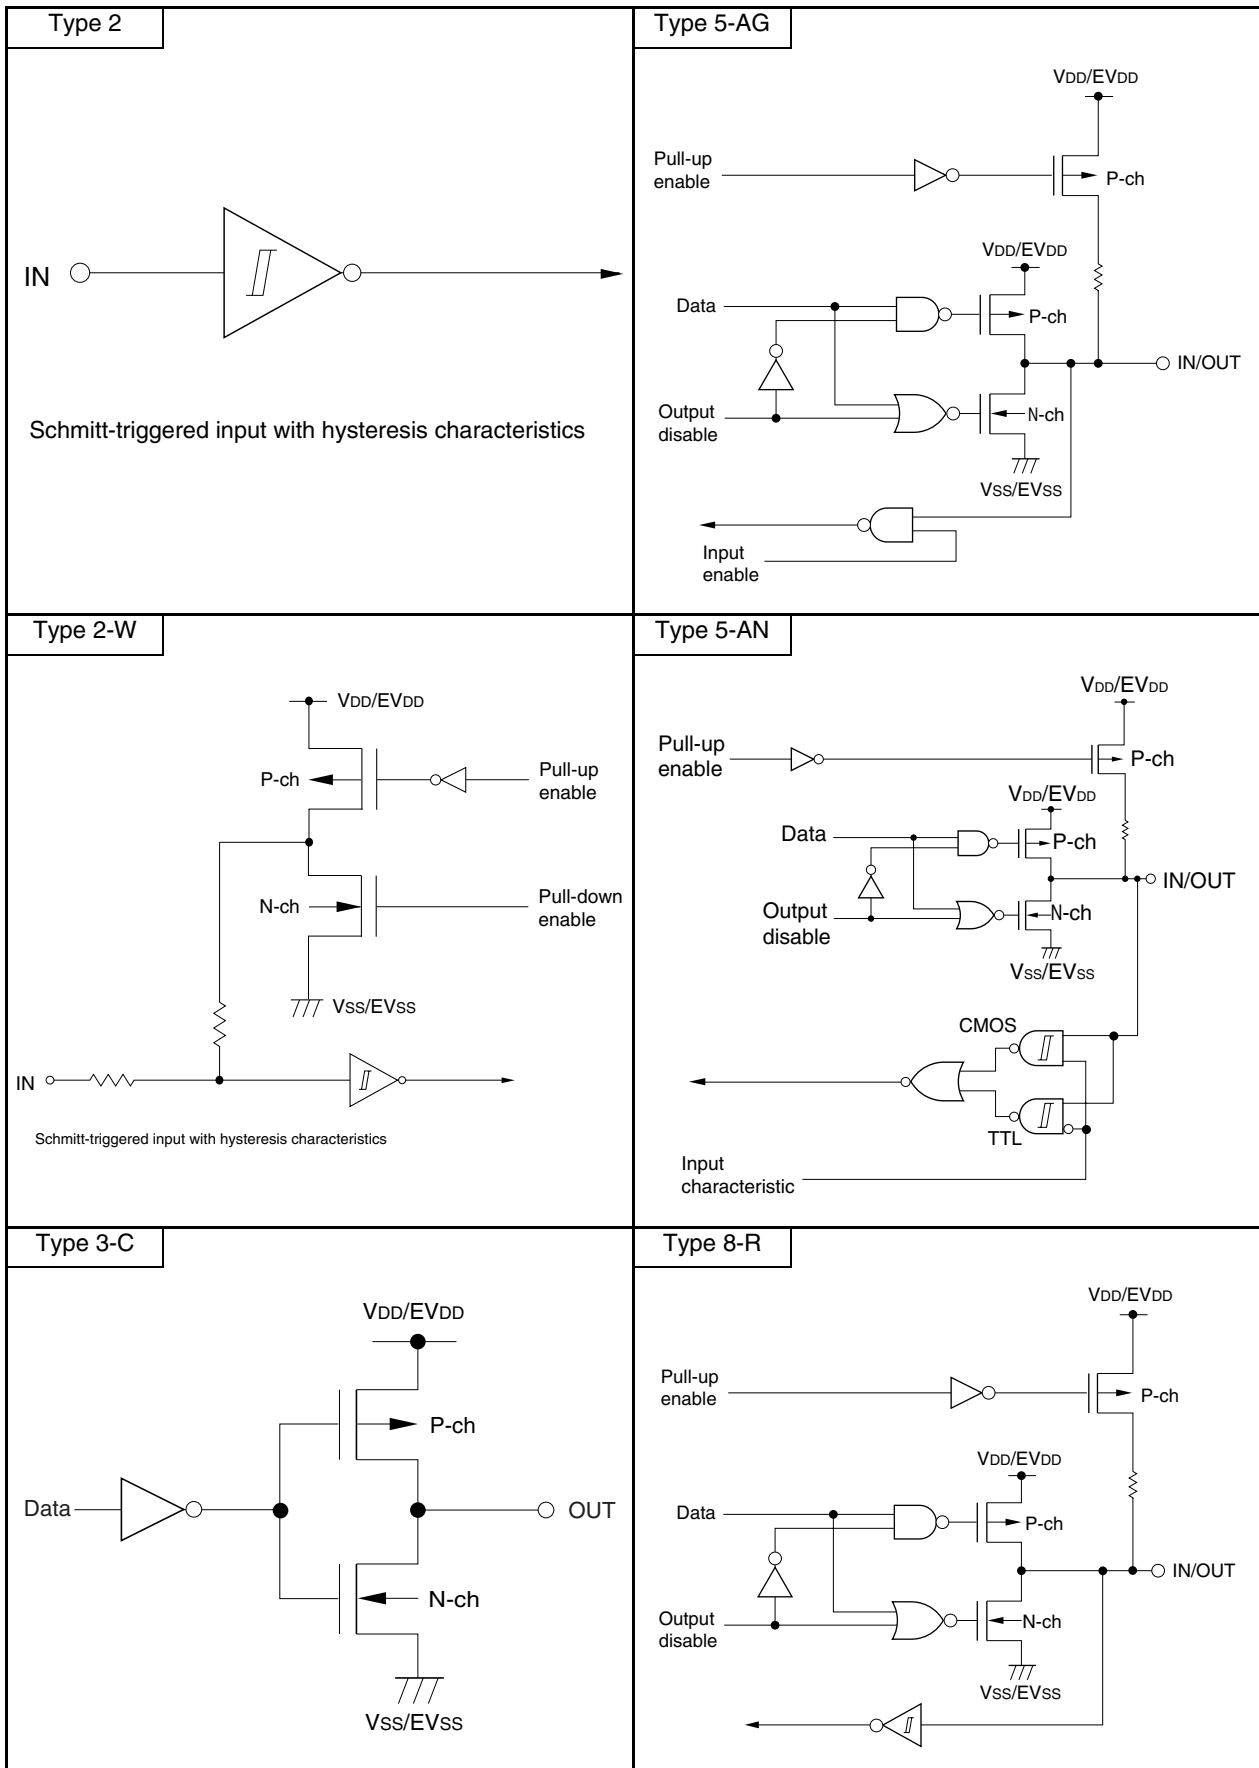 Type 2
IN
Schmitt-triggered input with hysteresis characteristics
Type 5-AG
VDD/EVDD
Pull-up
enable
P-ch
VDD/EVDD
Data
P-ch
IN/OUT
Output
disable
N-ch
VSS/EVSS
Input
enable
Type 2-W
VDD/EVDD
P-ch
Pull-up
enable
N-ch
Pull-down
enable
VSS/EVSS
IN
Schmitt-triggered input with hysteresis characteristics
Type 5-AN
VDD/EVDD
Pull-up
enable
P-ch
VDD/EVDD
Data
P-ch
IN/OUT
Output
disable
N-ch
VSS/EVSS
CMOS
TTL
Input
characteristic
Type 3-C
VDD/EVDD
P-ch
Data
OUT
N-ch
VSS/EVSS
Type 8-R
VDD/EVDD
Pull-up
enable
P-ch
VDD/EVDD
Data
P-ch
IN/OUT
Output
disable
N-ch
VSS/EVSS